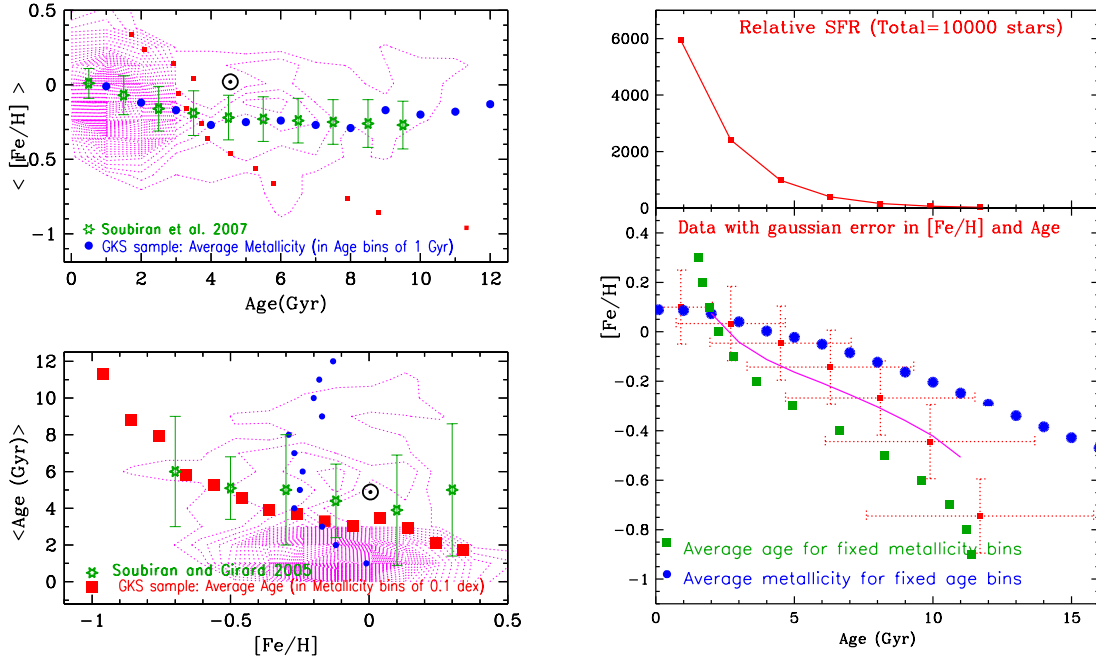 0
-0.5
-1
< [Fe/H] >
Soubiran et al. 2007
GKS sample: Average Metallicity (in Age bins of 1 Gyr)
0 2 4 6 8 10 12
Age(Gyr)
12
10
8
6
4
2
0
<Age (Gyr)>
Soubiran and Girard 2005
GKS sample: Average Age (in Metallicity bins of 0.1 dex)
-1 -0.5 0 0.5
[Fe/H]
Relative SFR (Total=10000 stars)
6000
4000
2000
0
Data with gaussian error in [Fe/H] and Age
0.4
0.2
0
-0.2
-0.4
-0.6
-0.8
-1
[Fe/H]
Average age for fixed metallicity bins
Average metallicity for fixed age bins
0 5 10 15
Age (Gyr)